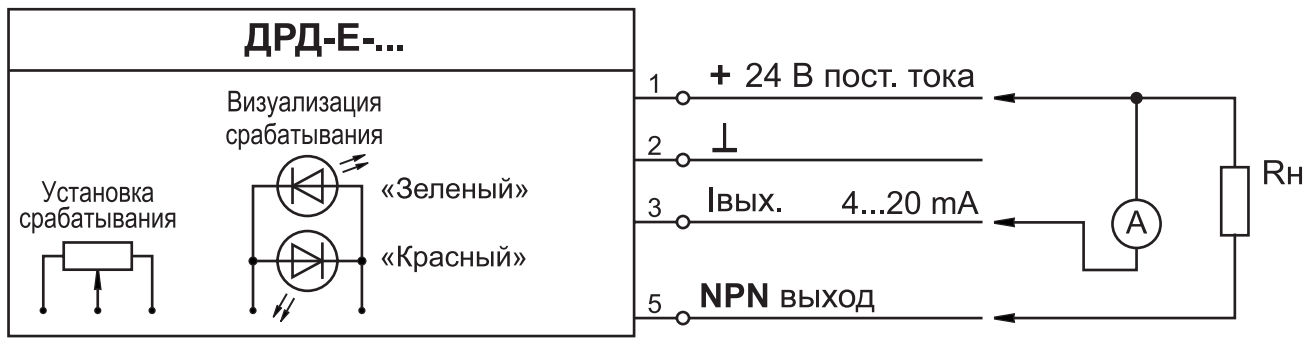 ДРД-Е-...
Визуализация
срабатывания
«Зеленый»
«Красный»
Установка
срабатывания
1 + 24 В пост. тока
2 ⊥
3 Iвых. 4...20 mA
5 NPN выход
A
Rн